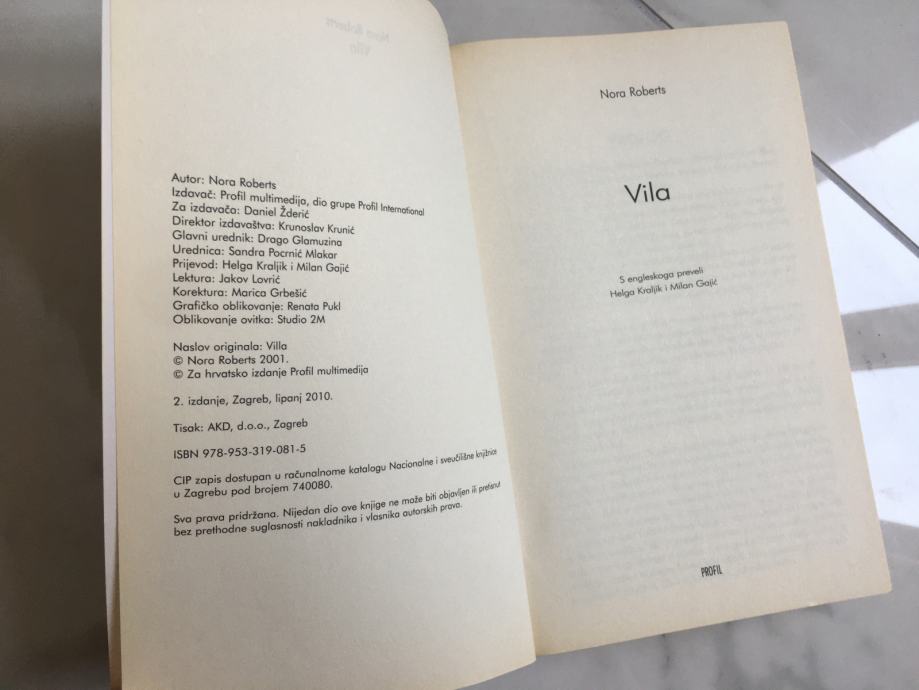 Nora Roberts
Vila
Autor: Nora Roberts
Izdavač: Profil multimedija, dio grupe Profil International
Za izdavača: Daniel Žderić
Direktor izdavaštva: Krunoslav Krunić
Glavni urednik: Drago Glamuzina
Urednica: Sandra Pocrnić Mlakar
Prijevod: Helga Kraljik i Milan Gajić
Lektura: Jakov Lovrić
Korektura: Marica Grbešić
Grafičko oblikovanje: Renata Pukl
Oblikovanje ovitka: Studio 2M
Naslov originala: Villa
© Nora Roberts 2001.
© Za hrvatsko izdanje Profil multimedija
2. izdanje, Zagreb, lipanj 2010.
Tisak: AKD, d.o.o., Zagreb
ISBN 978-953-319-081-5
CIP zapis dostupan u računalnome katalogu Nacionalne i sveučilišne knjižnice
u Zagrebu pod brojem 740080.
Sva prava pridržana. Nijedan dio ove knjige ne može biti objavljen ili pretisnut
bez prethodne suglasnosti nakladnika i vlasnika autorskih prava.
Nora Roberts
Vila
S engleskoga preveli
Helga Kraljik i Milan Gajić
PROFIL